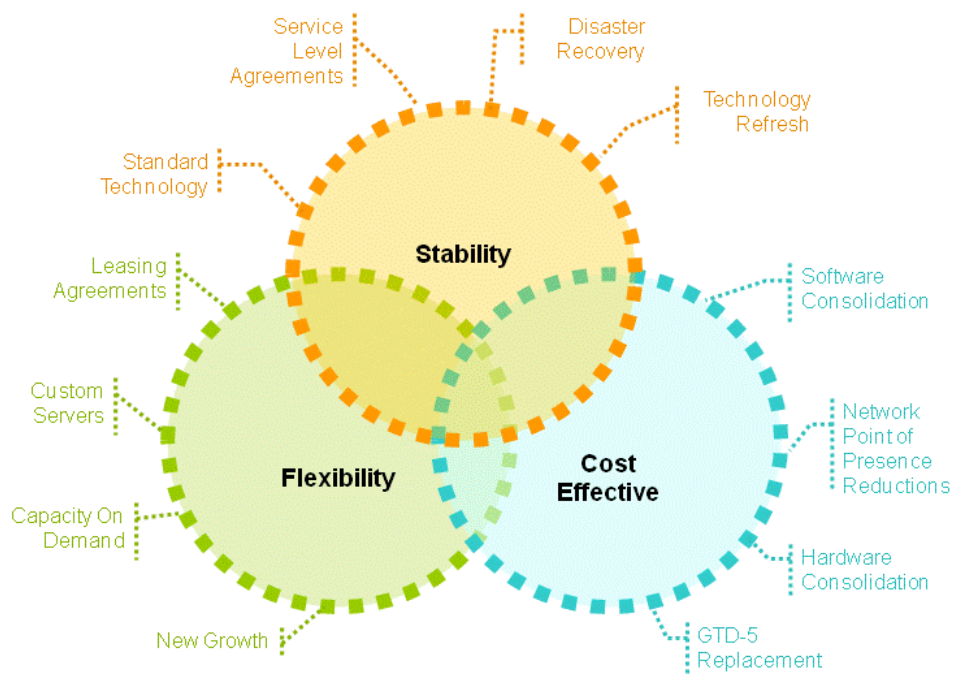 Service
Level
Agreements
Disaster
Recovery
Technology
Refresh
Standard
Technology
Stability
Leasing
Agreements
Software
Consolidation
Custom
Servers
Network
Point of
Presence
Reductions
Flexibility
Cost
Effective
Capacity On
Demand
Hardware
Consolidation
New Growth
GTD-5
Replacement